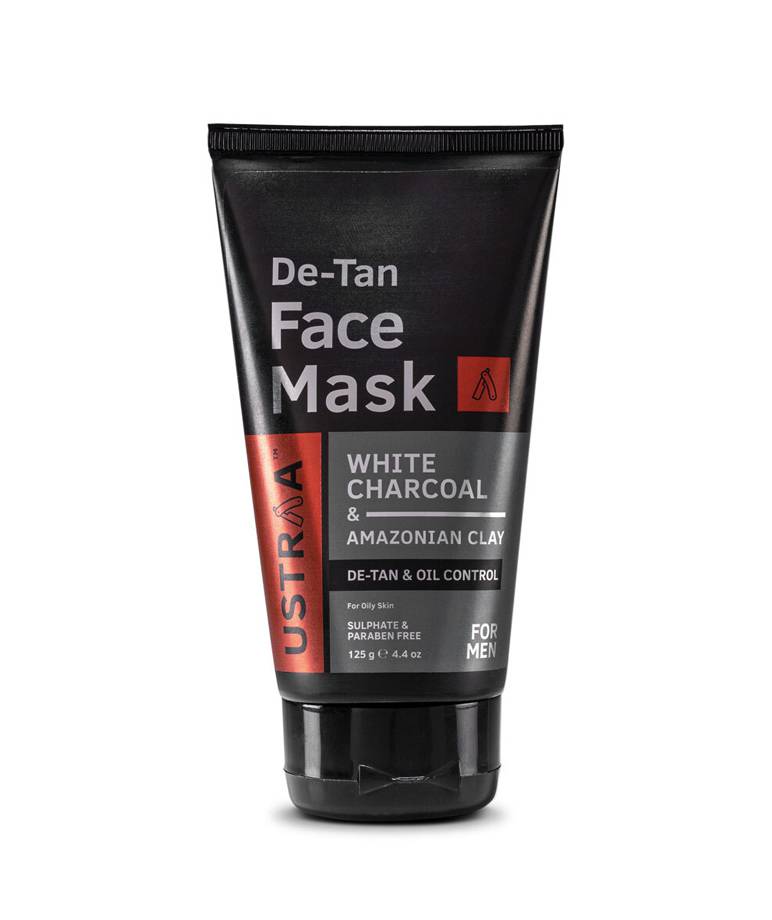 De-Tan
Face
Mask
USTRAA™
WHITE
CHARCOAL
&
AMAZONIAN CLAY
DE-TAN & OIL CONTROL
For Oily Skin
SULPHATE &
PARABEN FREE
125 g ℮ 4.4 oz
FOR
MEN